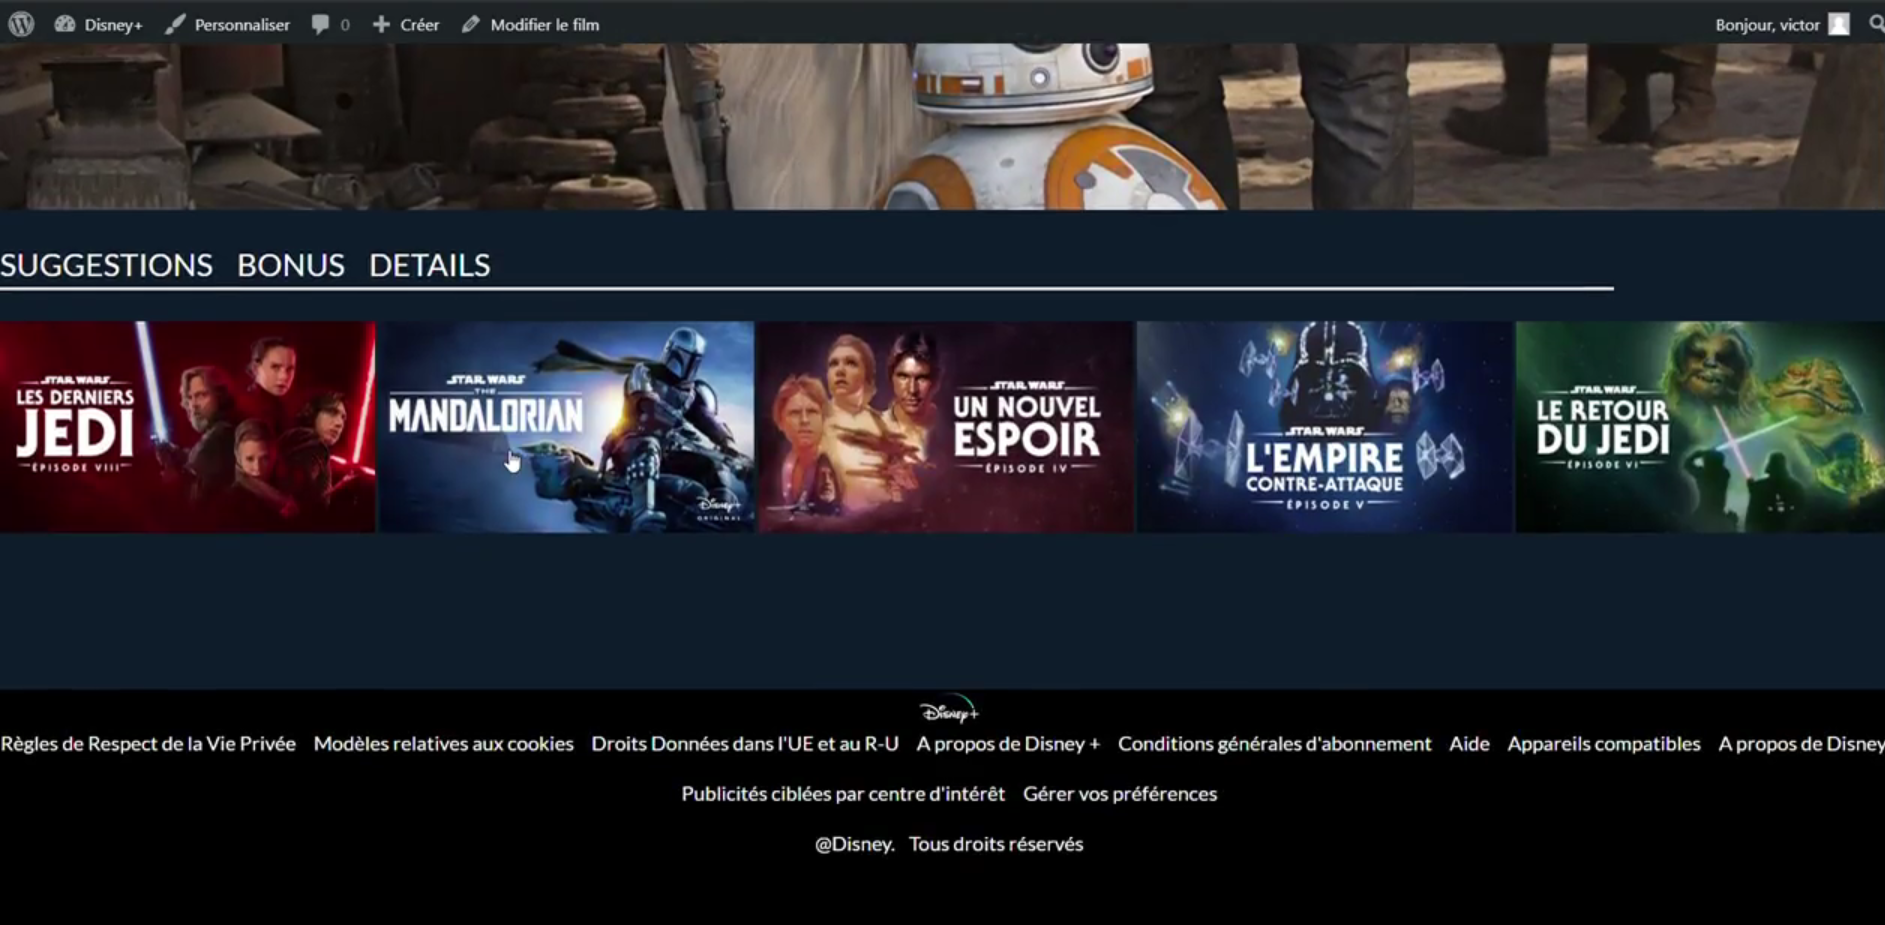 Disney+ Personnaliser 0 Créer Modifier le film Bonjour, victor
SUGGESTIONS BONUS DETAILS
STAR WARS
LES DERNIERS
JEDI
ÉPISODE VIII
STAR WARS
THE
MANDALORIAN
Disney+
ORIGINAL
STAR WARS
UN NOUVEL
ESPOIR
ÉPISODE IV
STAR WARS
L'EMPIRE
CONTRE-ATTAQUE
ÉPISODE V
STAR WARS
LE RETOUR
DU JEDI
ÉPISODE VI
Disney+
Règles de Respect de la Vie Privée Modèles relatives aux cookies Droits Données dans l'UE et au R-U A propos de Disney + Conditions générales d'abonnement Aide Appareils compatibles A propos de Disney
Publicités ciblées par centre d'intérêt Gérer vos préférences
@Disney. Tous droits réservés